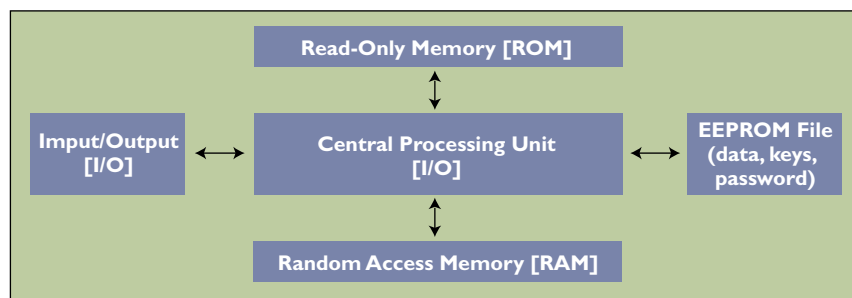 Read-Only Memory [ROM]
Imput/Output
[I/O]
Central Processing Unit
[I/O]
EEPROM File
(data, keys,
password)
Random Access Memory [RAM]